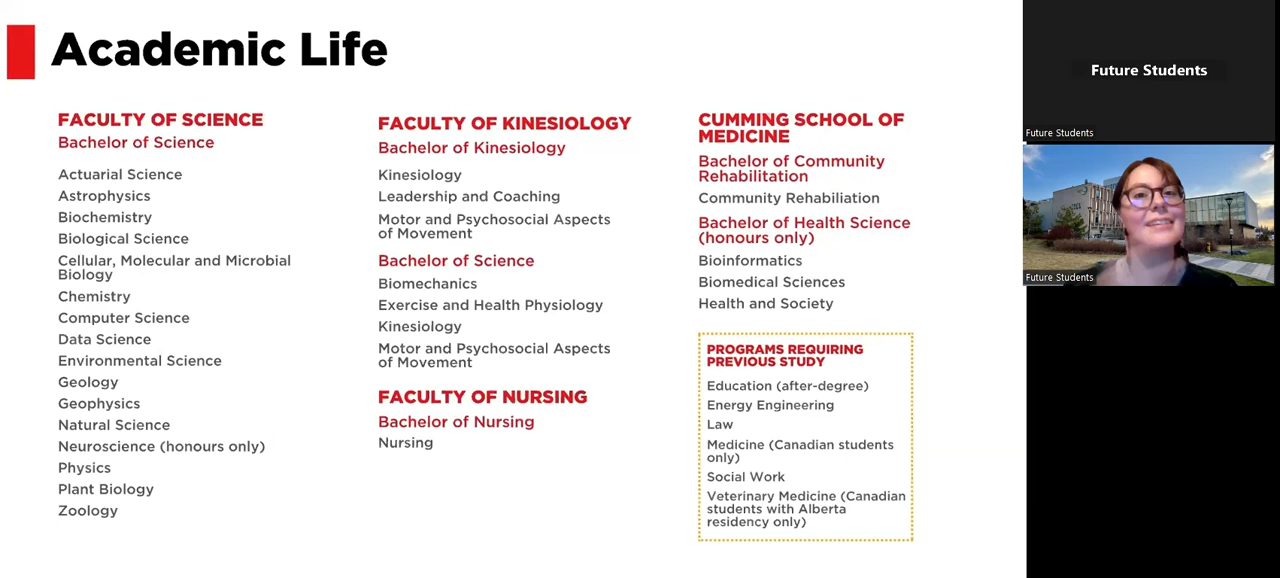 Academic Life
FACULTY OF SCIENCE
Bachelor of Science
Actuarial Science
Astrophysics
Biochemistry
Biological Science
Cellular, Molecular and Microbial
Biology
Chemistry
Computer Science
Data Science
Environmental Science
Geology
Geophysics
Natural Science
Neuroscience (honours only)
Physics
Plant Biology
Zoology
FACULTY OF KINESIOLOGY
Bachelor of Kinesiology
Kinesiology
Leadership and Coaching
Motor and Psychosocial Aspects
of Movement
Bachelor of Science
Biomechanics
Exercise and Health Physiology
Kinesiology
Motor and Psychosocial Aspects
of Movement
FACULTY OF NURSING
Bachelor of Nursing
Nursing
CUMMING SCHOOL OF
MEDICINE
Bachelor of Community
Rehabilitation
Community Rehabiliation
Bachelor of Health Science
(honours only)
Bioinformatics
Biomedical Sciences
Health and Society
PROGRAMS REQUIRING
PREVIOUS STUDY
Education (after-degree)
Energy Engineering
Law
Medicine (Canadian students
only)
Social Work
Veterinary Medicine (Canadian
students with Alberta
residency only)
Future Students
Future Students
Future Students